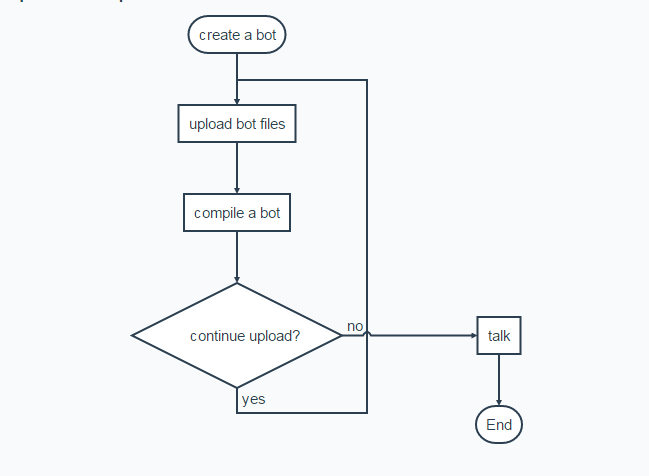 create a bot
upload bot files
compile a bot
continue upload?
no
talk
yes
End